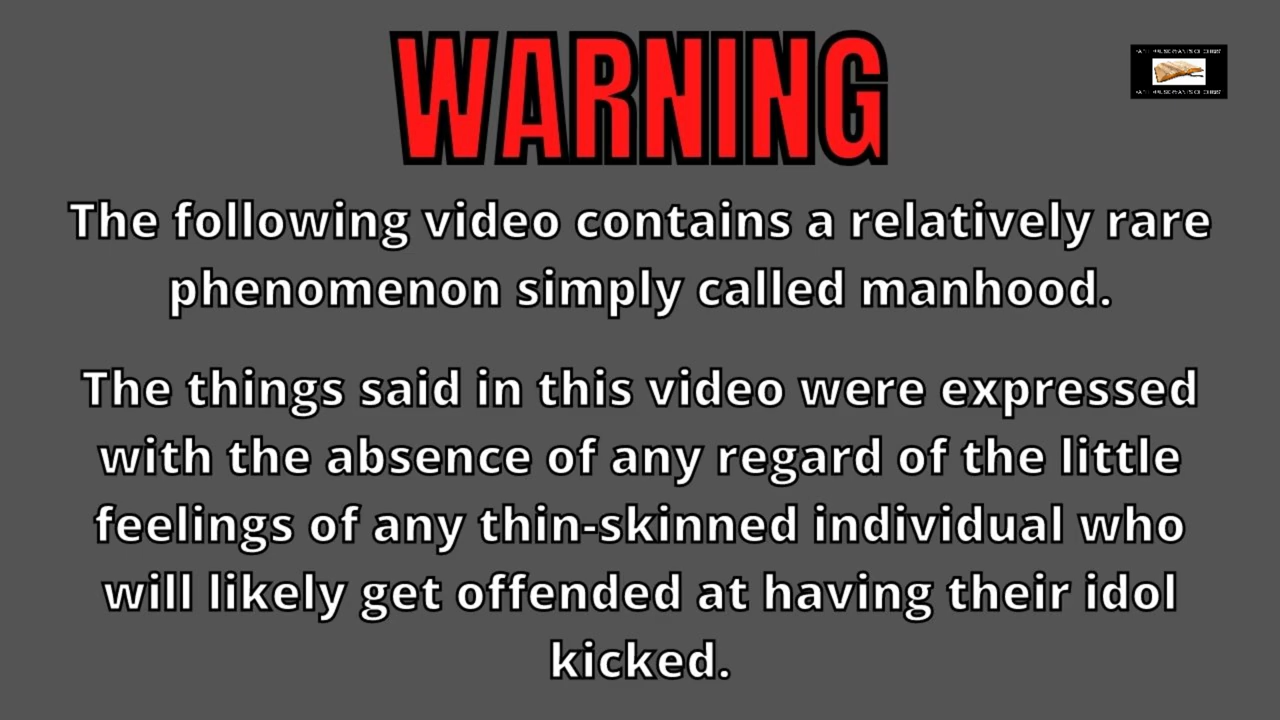 WARNING
The following video contains a relatively rare
phenomenon simply called manhood.
The things said in this video were expressed
with the absence of any regard of the little
feelings of any thin-skinned individual who
will likely get offended at having their idol
kicked.